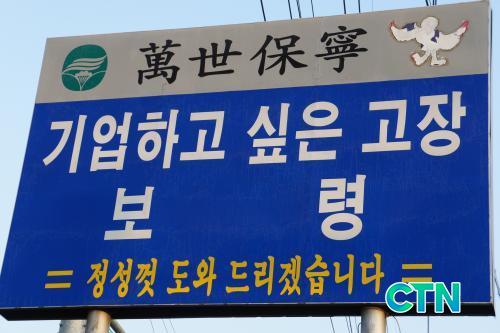 萬世保寧
기업하고 싶은 고장
보 령
= 정성껏 도와 드리겠습니다 =
CTN